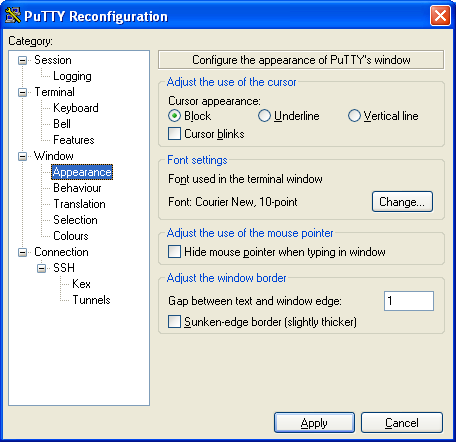 PuTTY Reconfiguration
Category:
Session
Logging
Terminal
Keyboard
Bell
Features
Window
Appearance
Behaviour
Translation
Selection
Colours
Connection
SSH
Kex
Tunnels
Configure the appearance of PuTTY's window
Adjust the use of the cursor
Cursor appearance:
Block Underline Vertical line
Cursor blinks
Font settings
Font used in the terminal window
Font: Courier New, 10-point Change...
Adjust the use of the mouse pointer
Hide mouse pointer when typing in window
Adjust the window border
Gap between text and window edge: 1
Sunken-edge border (slightly thicker)
Apply Cancel